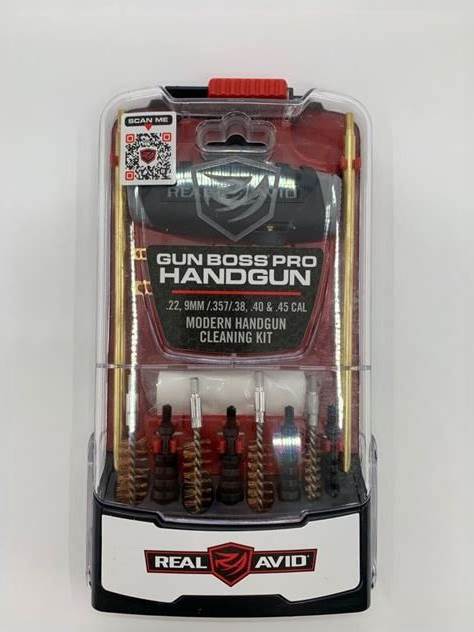 SCAN ME
REAL AVID
GUN BOSS PRO
HANDGUN
.22, 9MM /.357/.38, .40 & .45 CAL
MODERN HANDGUN
CLEANING KIT
REAL AVID